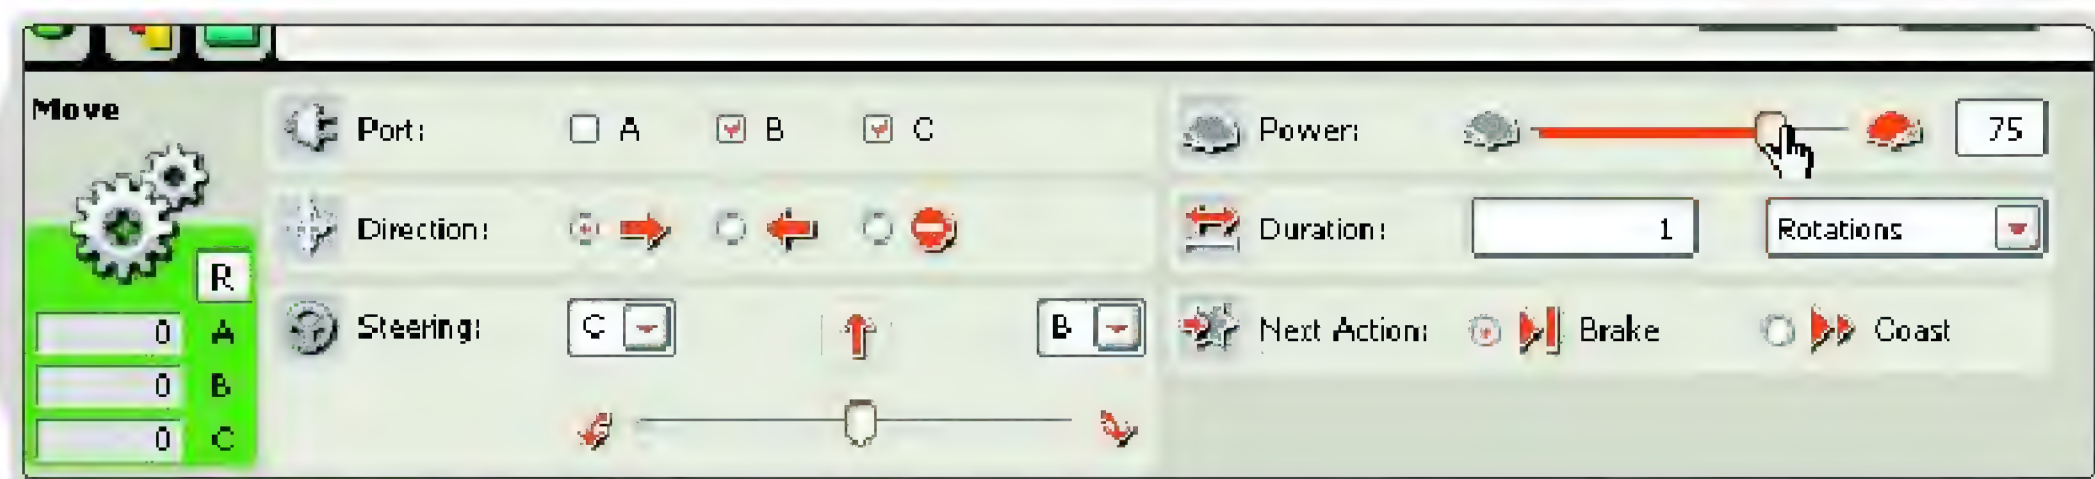 Move
Port: A B C
Power: 75
Direction:
Duration: 1 Rotations
R
Steering: C B
Next Action: Brake Coast
0 A
0 B
0 C